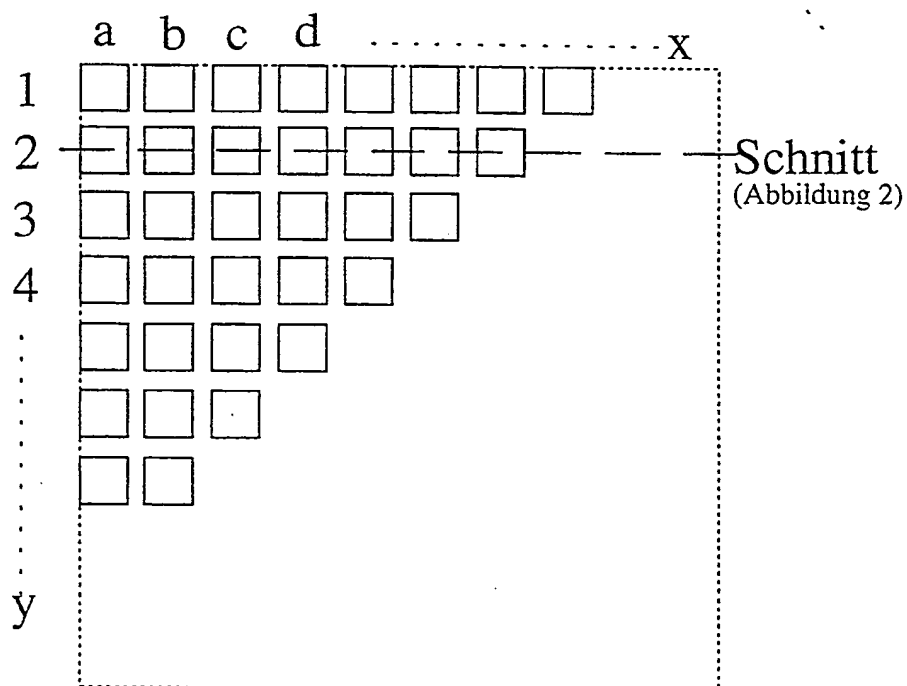 a b c d . . . . . . . . . . . . . . x
1
2 Schnitt
(Abbildung 2)
3
4
y